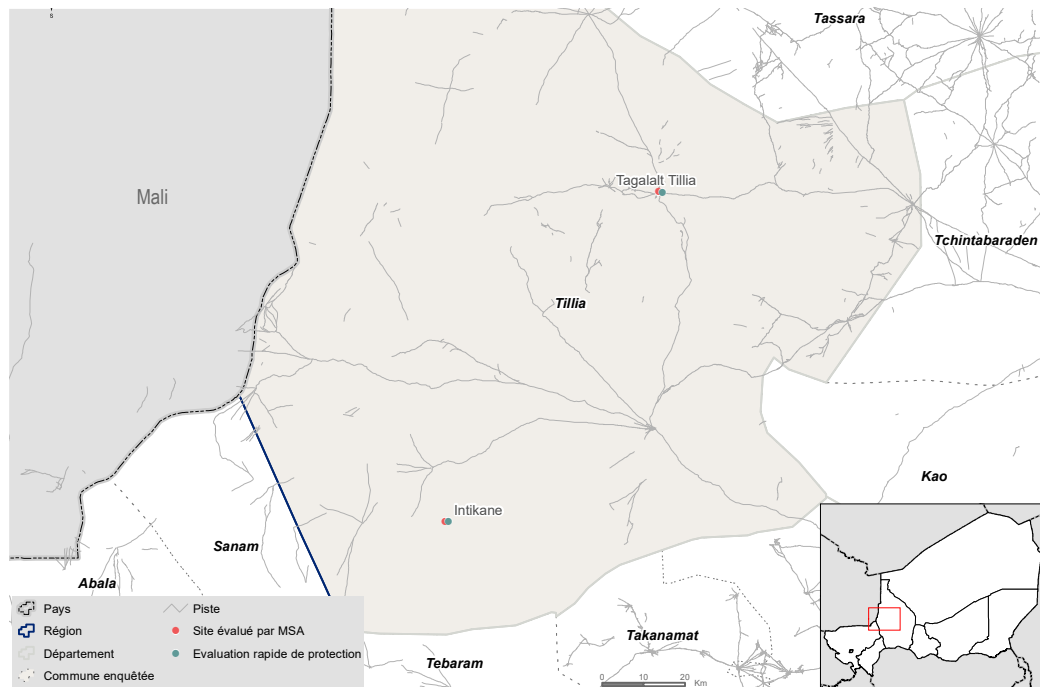 s
Tassara
Mali
Tagalalt Tillia
Tchintabaraden
Tillia
Kao
Intikane
Sanam
Abala
Takanamat
Tebaram
Pays
Région
Département
Commune enquêtée
Piste
Site évalué par MSA
Evaluation rapide de protection
0 10 20
Km